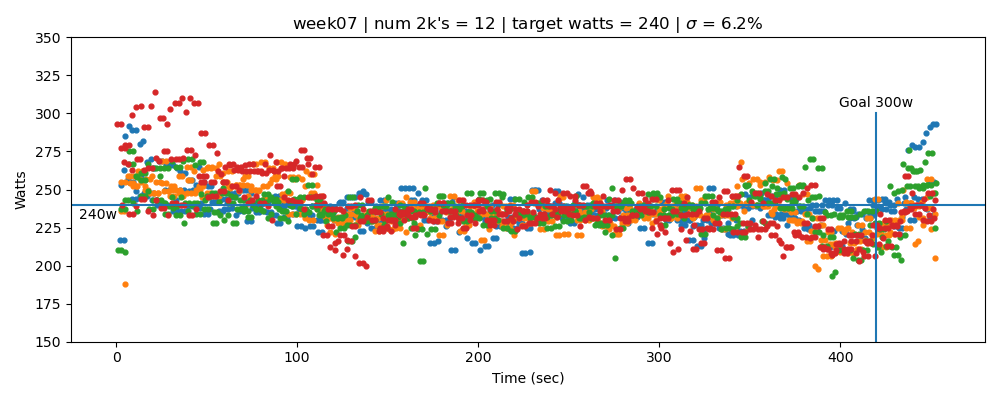 week07 | num 2k's = 12 | target watts = 240 | σ = 6.2%
350
325
300
275
250
225
200
175
150
Watts
240w
Goal 300w
0 100 200 300 400
Time (sec)